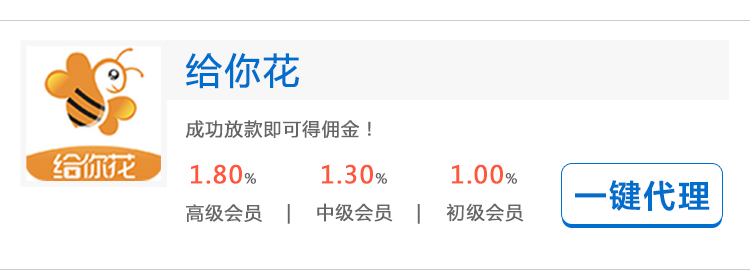 给你花
给你花
成功放款即可得佣金！
1.80% 1.30% 1.00%
高级会员 | 中级会员 | 初级会员
一键代理